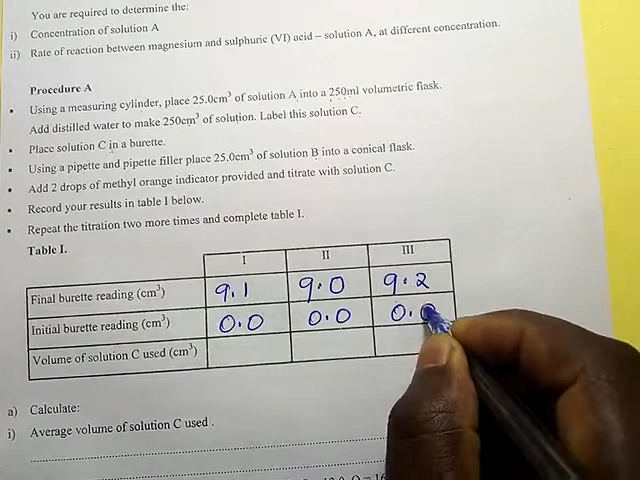 You are required to determine the:
i) Concentration of solution A
ii) Rate of reaction between magnesium and sulphuric (VI) acid – solution A, at different concentration.
Procedure A
• Using a measuring cylinder, place 25.0cm³ of solution A into a 250ml volumetric flask.
Add distilled water to make 250cm³ of solution. Label this solution C.
• Place solution C in a burette.
• Using a pipette and pipette filler place 25.0cm³ of solution B into a conical flask.
• Add 2 drops of methyl orange indicator provided and titrate with solution C.
• Record your results in table I below.
• Repeat the titration two more times and complete table I.
Table I.
I II III
Final burette reading (cm³) 9.1 9.0 9.2
Initial burette reading (cm³) 0.0 0.0 0.0
Volume of solution C used (cm³)
a) Calculate:
i) Average volume of solution C used .